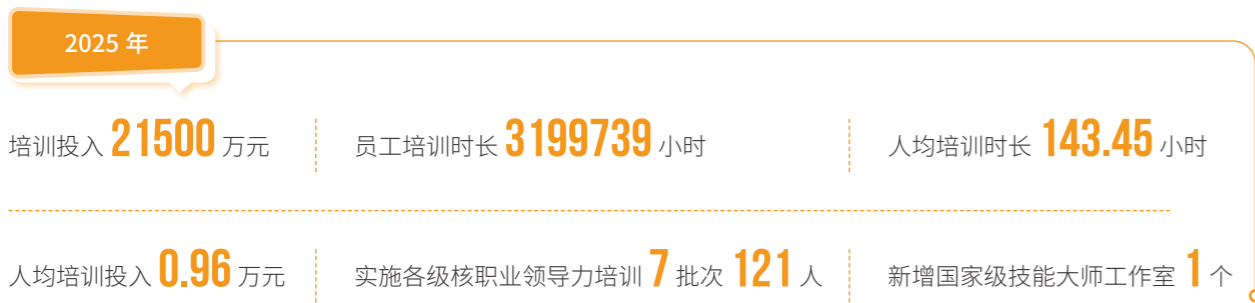 2025 年
培训投入 21500 万元
员工培训时长 3199739 小时
人均培训时长 143.45 小时
人均培训投入 0.96 万元
实施各级核职业领导力培训 7 批次 121 人
新增国家级技能大师工作室 1 个